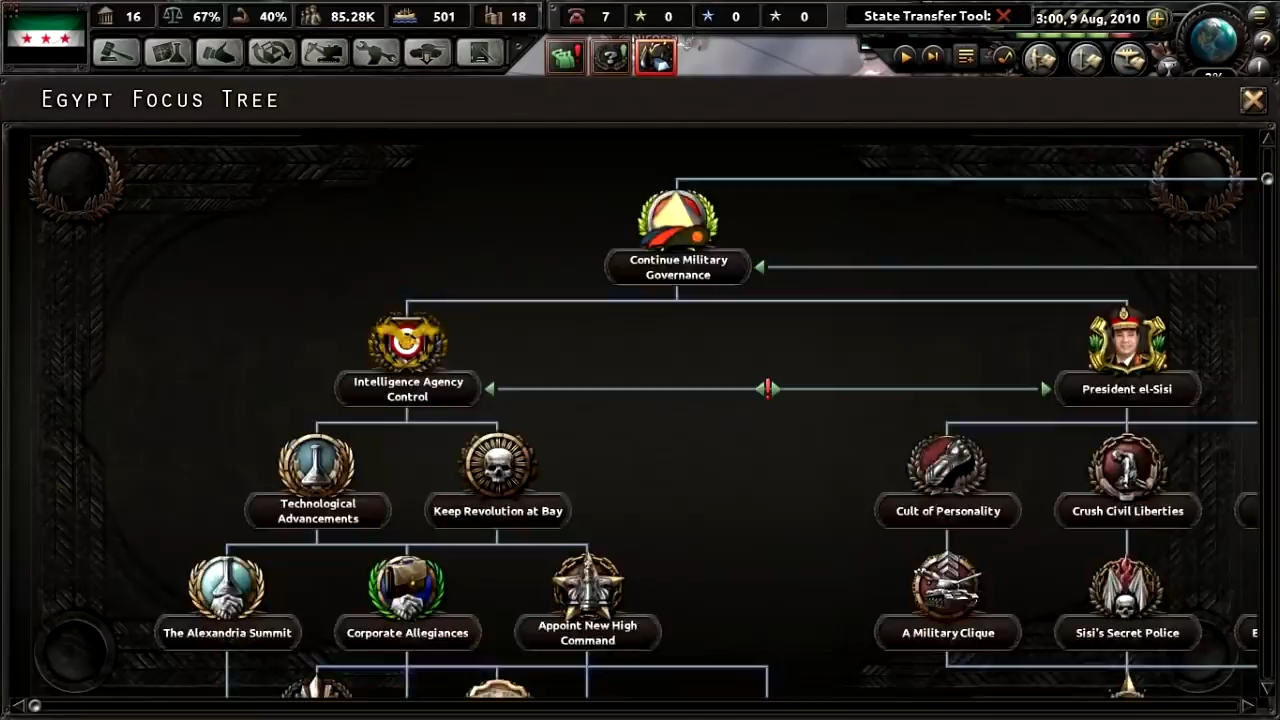 16 67% 40% 85.28K 501 18 7 0 0 0 State Transfer Tool: 3:00, 9 Aug, 2010
EGYPT FOCUS TREE
Continue Military
Governance
Intelligence Agency
Control
President el-Sisi
Technological
Advancements
Keep Revolution at Bay
Cult of Personality
Crush Civil Liberties
The Alexandria Summit
Corporate Allegiances
Appoint New High
Command
A Military Clique
Sisi's Secret Police